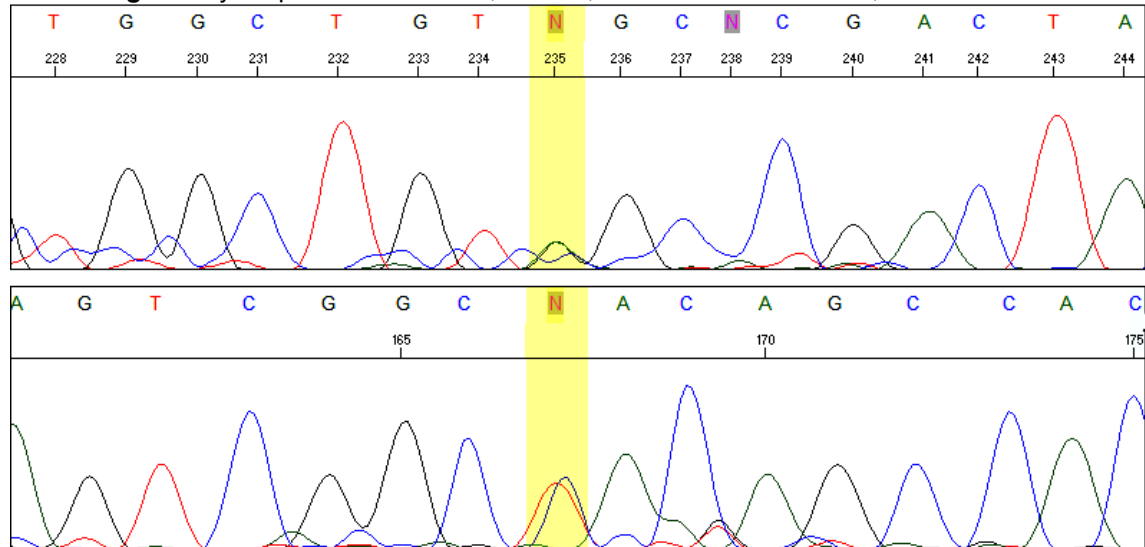 T G G C T G T N G C N C G A C T A
228 229 230 231 232 233 234 235 236 237 238 239 240 241 242 243 244
A G T C G G C N A C A G C C A C
165 170 175